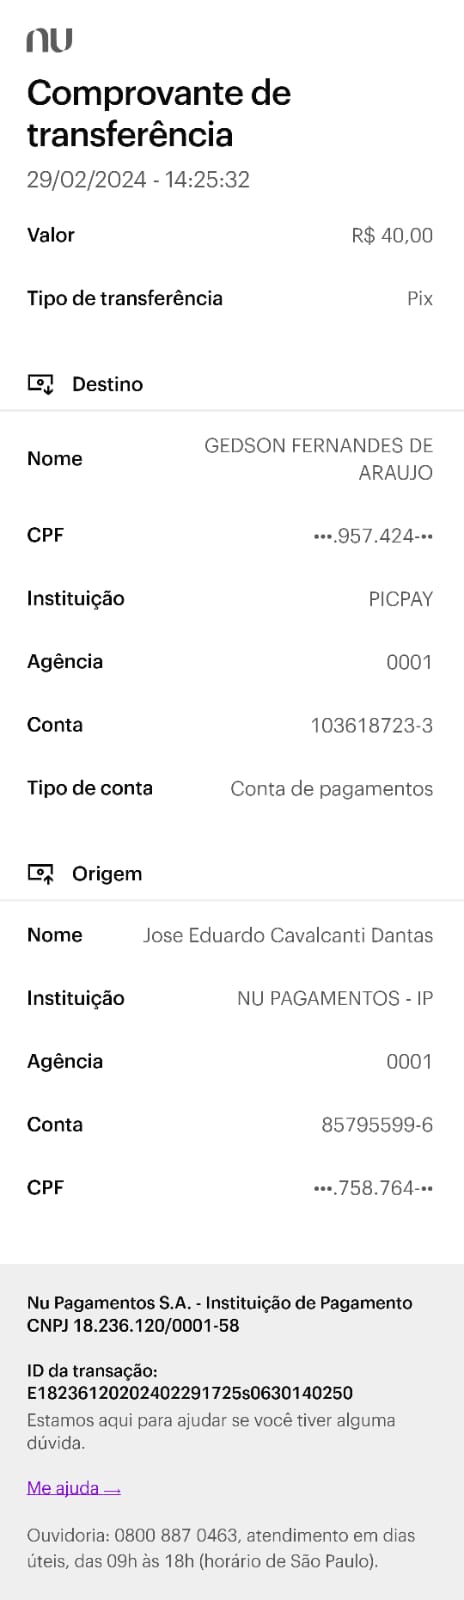 nu
Comprovante de
transferência
29/02/2024 - 14:25:32
Valor R$ 40,00
Tipo de transferência Pix
Destino
Nome GEDSON FERNANDES DE
ARAUJO
CPF •••.957.424-••
Instituição PICPAY
Agência 0001
Conta 103618723-3
Tipo de conta Conta de pagamentos
Origem
Nome Jose Eduardo Cavalcanti Dantas
Instituição NU PAGAMENTOS - IP
Agência 0001
Conta 85795599-6
CPF •••.758.764-••
Nu Pagamentos S.A. - Instituição de Pagamento
CNPJ 18.236.120/0001-58
ID da transação:
E18236120202402291725s0630140250
Estamos aqui para ajudar se você tiver alguma
dúvida.
Me ajuda →
Ouvidoria: 0800 887 0463, atendimento em dias
úteis, das 09h às 18h (horário de São Paulo).